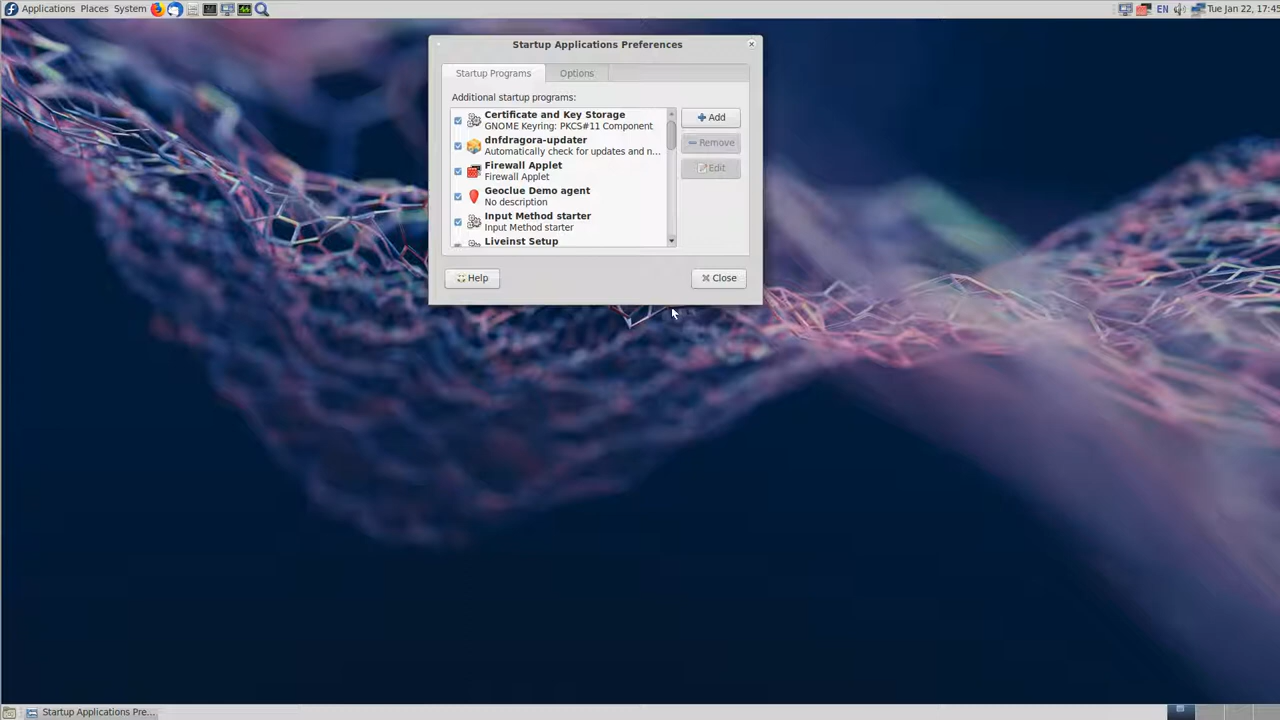 Applications Places System EN Tue Jan 22, 17:45
Startup Applications Preferences
Startup Programs Options
Additional startup programs:
Certificate and Key Storage
GNOME Keyring: PKCS#11 Component
dnfdragora-updater
Automatically check for updates and n...
Firewall Applet
Firewall Applet
Geoclue Demo agent
No description
Input Method starter
Input Method starter
Liveinst Setup
Add
Remove
Edit
Help
Close
Startup Applications Pre...